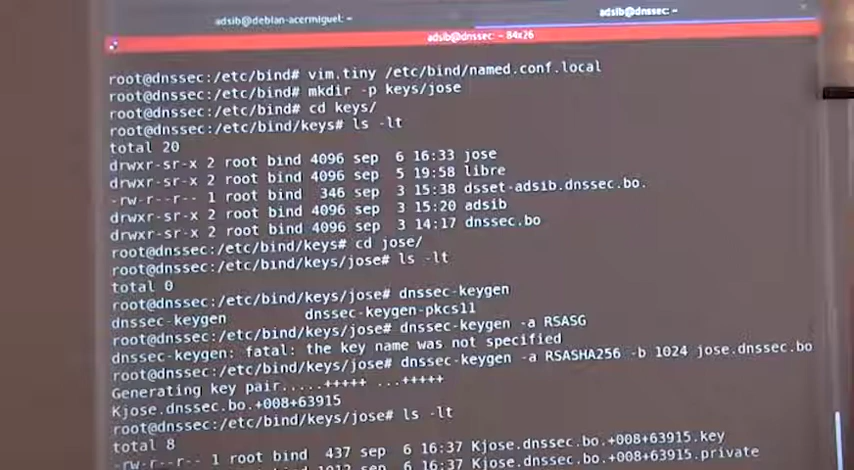 adsib@debian-acermiguel: ~
adsib@dnssec: ~
adsib@dnssec: ~ 84x26
root@dnssec:/etc/bind# vim.tiny /etc/bind/named.conf.local
root@dnssec:/etc/bind# mkdir -p keys/jose
root@dnssec:/etc/bind# cd keys/
root@dnssec:/etc/bind/keys# ls -lt
total 20
drwxr-sr-x 2 root bind 4096 sep  6 16:33 jose
drwxr-sr-x 2 root bind 4096 sep  5 19:58 libre
-rw-r--r-- 1 root bind  346 sep  3 15:38 dsset-adsib.dnssec.bo.
drwxr-sr-x 2 root bind 4096 sep  3 15:20 adsib
drwxr-sr-x 2 root bind 4096 sep  3 14:17 dnssec.bo
root@dnssec:/etc/bind/keys# cd jose/
root@dnssec:/etc/bind/keys/jose# ls -lt
total 0
root@dnssec:/etc/bind/keys/jose# dnssec-keygen
dnssec-keygen         dnssec-keygen-pkcs11
root@dnssec:/etc/bind/keys/jose# dnssec-keygen -a RSASG
dnssec-keygen: fatal: the key name was not specified
root@dnssec:/etc/bind/keys/jose# dnssec-keygen -a RSASHA256 -b 1024 jose.dnssec.bo
Generating key pair.....+++++ ...+++++
Kjose.dnssec.bo.+008+63915
root@dnssec:/etc/bind/keys/jose# ls -lt
total 8
-rw-r--r-- 1 root bind  437 sep  6 16:37 Kjose.dnssec.bo.+008+63915.key
bind 1012 sep  6 16:37 Kjose.dnssec.bo.+008+63915.private